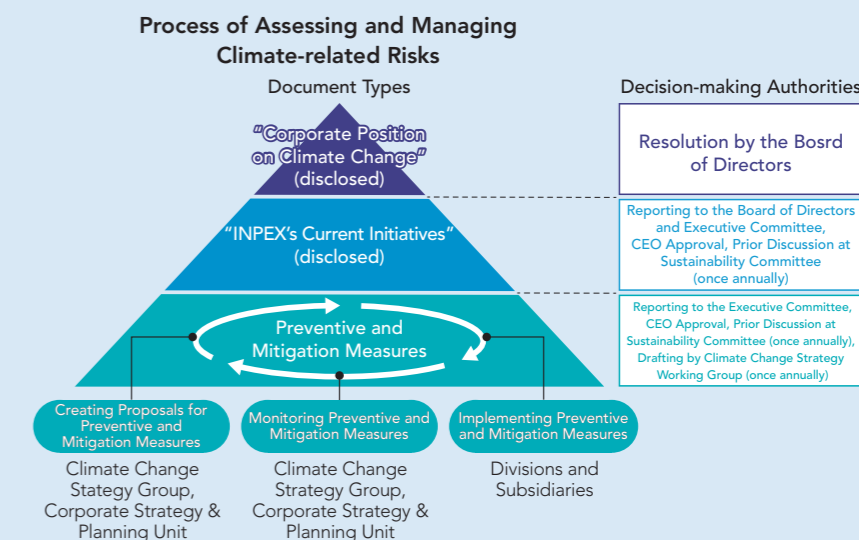 Process of Assessing and Managing
Climate-related Risks
Document Types
"Corporate Position
on Climate Change"
(disclosed)
"INPEX's Current Initiatives"
(disclosed)
Preventive and
Mitigation Measures
Decision-making Authorities
Resolution by the Bosrd
of Directors
Reporting to the Board of Directors
and Executive Committee,
CEO Approval, Prior Discussion at
Sustainability Committee
(once annually)
Reporting to the Executive Committee,
CEO Approval, Prior Discussion at
Sustainability Committee (once annually),
Drafting by Climate Change Strategy
Working Group (once annually)
Creating Proposals for
Preventive and
Mitigation Measures
Climate Change
Stategy Group,
Corporate Strategy &
Planning Unit
Monitoring Preventive and
Mitigation Measures
Climate Change
Strategy Group,
Corporate Strategy &
Planning Unit
Implementing Preventive
and Mitigation Measures
Divisions and
Subsidiaries